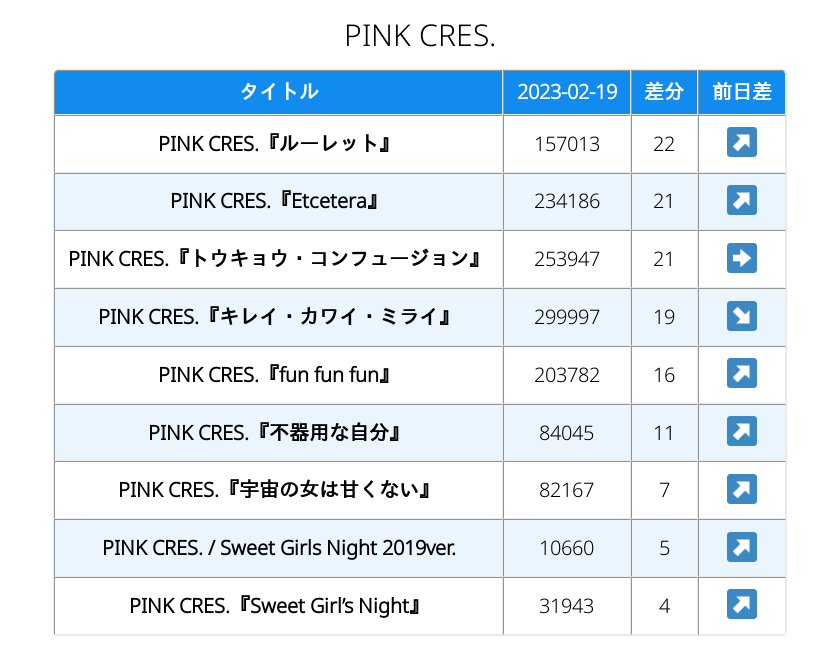 PINK CRES.
タイトル 2023-02-19 差分 前日差
PINK CRES.『ルーレット』 157013 22 ↗
PINK CRES.『Etcetera』 234186 21 ↗
PINK CRES.『トウキョウ・コンフュージョン』 253947 21 ➡
PINK CRES.『キレイ・カワイ・ミライ』 299997 19 ↘
PINK CRES.『fun fun fun』 203782 16 ↗
PINK CRES.『不器用な自分』 84045 11 ↗
PINK CRES.『宇宙の女は甘くない』 82167 7 ↗
PINK CRES. / Sweet Girls Night 2019ver. 10660 5 ↗
PINK CRES.『Sweet Girl’s Night』 31943 4 ↗